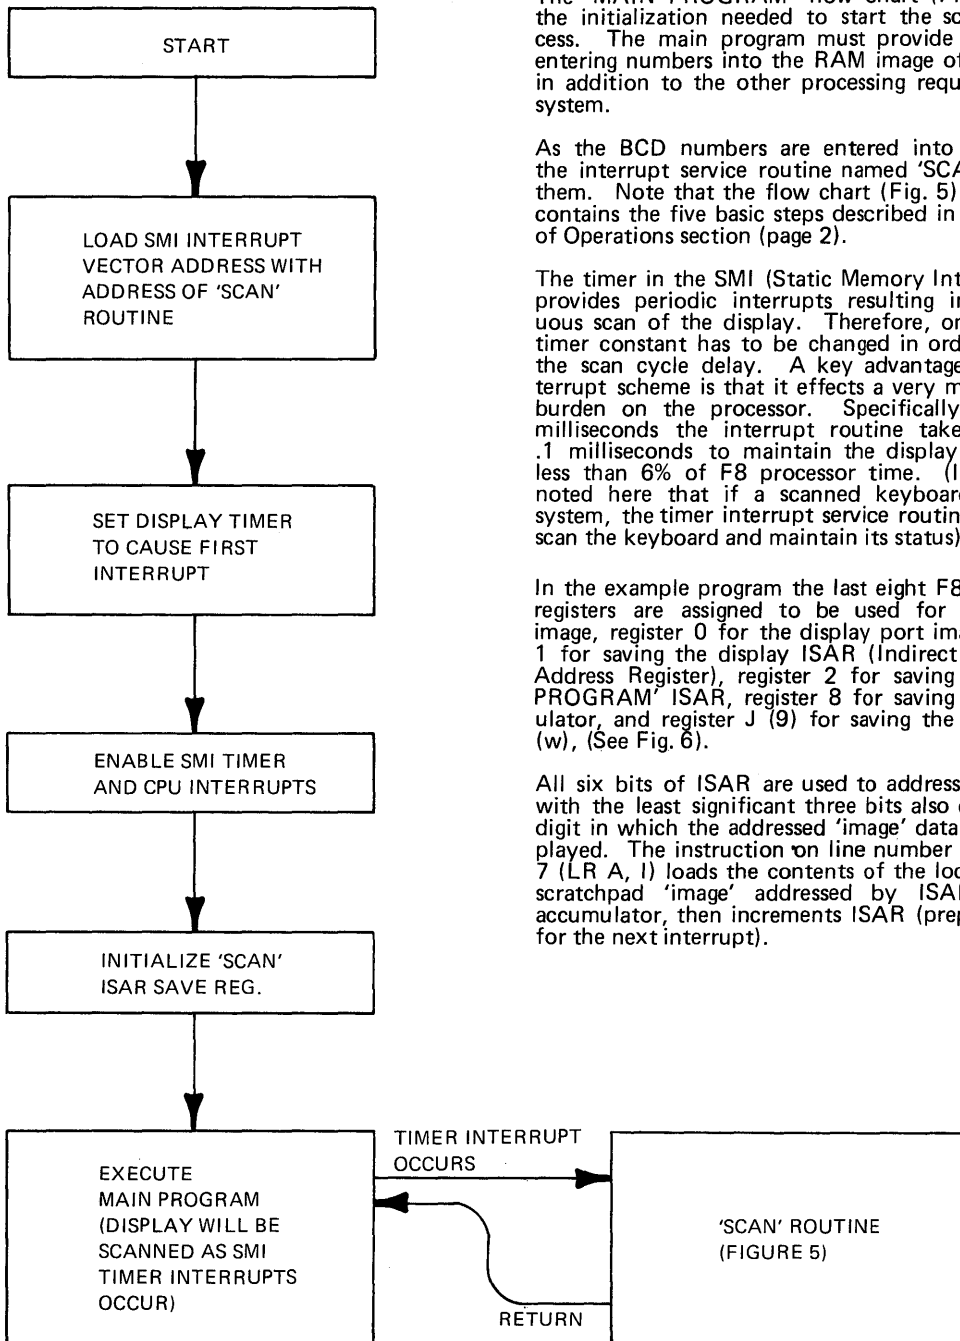 START
LOAD SMI INTERRUPT
VECTOR ADDRESS WITH
ADDRESS OF 'SCAN'
ROUTINE
SET DISPLAY TIMER
TO CAUSE FIRST
INTERRUPT
ENABLE SMI TIMER
AND CPU INTERRUPTS
INITIALIZE 'SCAN'
ISAR SAVE REG.
EXECUTE
MAIN PROGRAM
(DISPLAY WILL BE
SCANNED AS SMI
TIMER INTERRUPTS
OCCUR)
TIMER INTERRUPT
OCCURS
RETURN
'SCAN' ROUTINE
(FIGURE 5)
the initialization needed to start the sc
cess. The main program must provide
entering numbers into the RAM image of
in addition to the other processing requ
system.
As the BCD numbers are entered into
the interrupt service routine named 'SCA
them. Note that the flow chart (Fig. 5)
contains the five basic steps described in
of Operations section (page 2).
The timer in the SMI (Static Memory Int
provides periodic interrupts resulting i
uous scan of the display. Therefore, or
timer constant has to be changed in ord
the scan cycle delay. A key advantage
terrupt scheme is that it effects a very m
burden on the processor. Specifically
milliseconds the interrupt routine take
.1 milliseconds to maintain the display
less than 6% of F8 processor time. (I
noted here that if a scanned keyboar
system, the timer interrupt service routin
scan the keyboard and maintain its status)
In the example program the last eight F8
registers are assigned to be used for
image, register 0 for the display port ima
1 for saving the display ISAR (Indirect
Address Register), register 2 for saving
PROGRAM' ISAR, register 8 for saving
ulator, and register J (9) for saving the
(w), (See Fig. 6).
All six bits of ISAR are used to address
with the least significant three bits also
digit in which the addressed 'image' data
played. The instruction on line number
7 (LR A, I) loads the contents of the loc
scratchpad 'image' addressed by ISA
accumulator, then increments ISAR (prep
for the next interrupt).